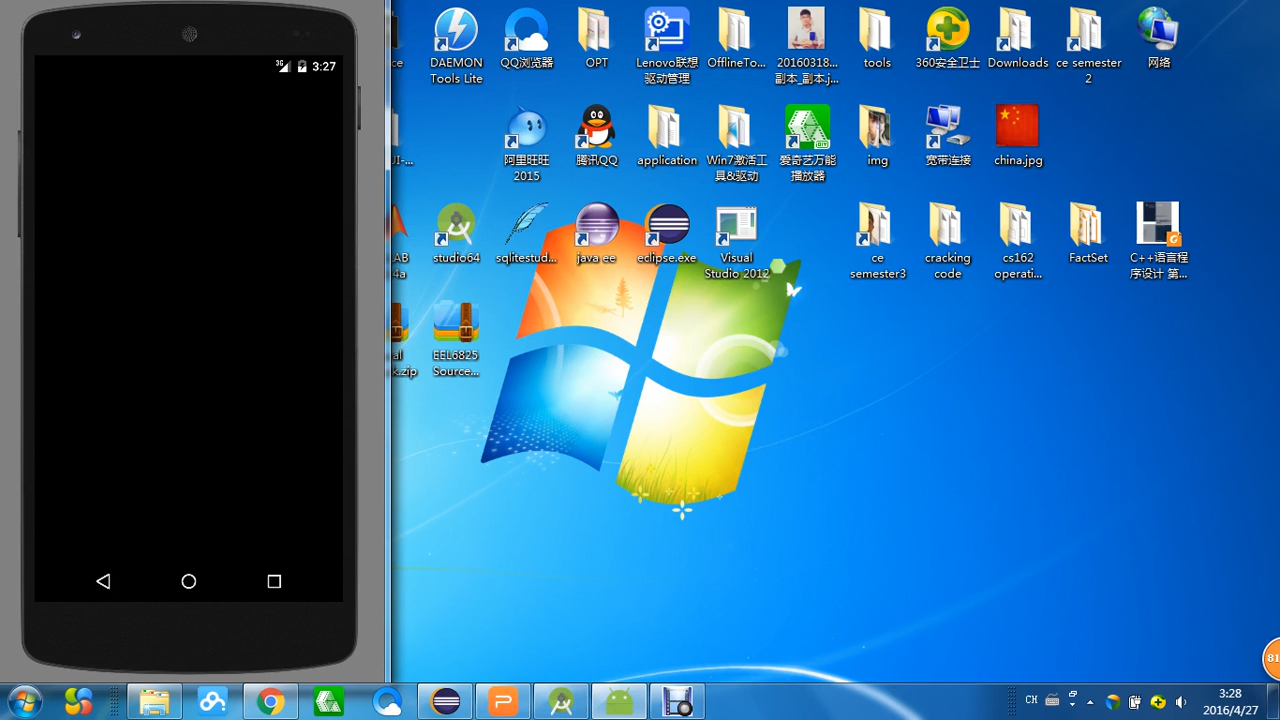 3G
3:27
ce
DAEMON
Tools Lite
QQ浏览器
OPT
Lenovo联想
驱动管理
OfflineTo...
20160318...
副本_副本.j...
tools
360安全卫士
Downloads
ce semester
2
网络
UI-...
阿里旺旺
2015
腾讯QQ
application
Win7激活工
具&驱动
爱奇艺万能
播放器
img
宽带连接
china.jpg
LAB
4a
studio64
sqlitestud...
java ee
eclipse.exe
Visual
Studio 2012
ce
semester3
cracking
code
cs162
operati...
FactSet
C++语言程
序设计 第...
al
k.zip
EEL6825
Source...
81
CH
3:28
2016/4/27